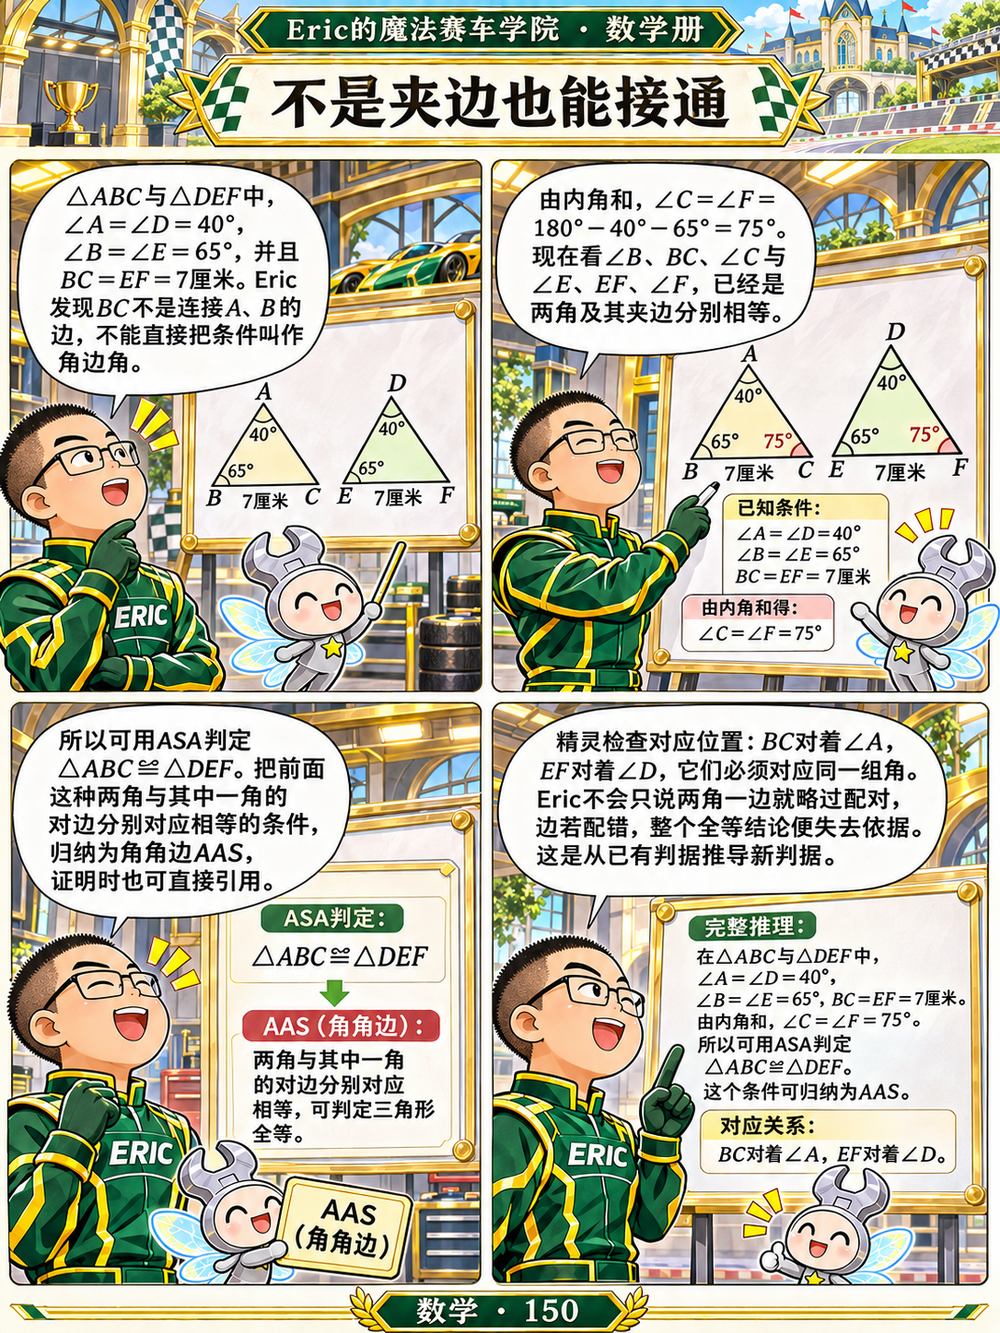 Eric的魔法赛车学院 · 数学册
不是夹边也能接通
△ABC与△DEF中，
∠A＝∠D＝40°，
∠B＝∠E＝65°，并且
BC＝EF＝7厘米。Eric
发现BC不是连接A、B的
边，不能直接把条件叫作
角边角。
A
40°
65°
B
7厘米
C
D
40°
65°
E
7厘米
F
ERIC
由内角和，∠C＝∠F＝
180°－40°－65°＝75°。
现在看∠B、BC、∠C与
∠E、EF、∠F，已经是
两角及其夹边分别相等。
A
40°
65°
75°
B
7厘米
C
D
40°
65°
75°
E
7厘米
F
已知条件：
∠A＝∠D＝40°
∠B＝∠E＝65°
BC＝EF＝7厘米
由内角和得：
∠C＝∠F＝75°
所以可用ASA判定
△ABC≌△DEF。把前面
这种两角与其中一角的
对边分别对应相等的条件，
归纳为角角边AAS，
证明时也可直接引用。
ASA判定：
△ABC≌△DEF
AAS（角角边）：
两角与其中一角
的对边分别对应
相等，可判定三角形
全等。
ERIC
AAS
（角角边）
精灵检查对应位置：BC对着∠A，
EF对着∠D，它们必须对应同一组角。
Eric不会只说两角一边就略过配对，
边若配错，整个全等结论便失去依据。
这是从已有判据推导新判据。
完整推理：
在△ABC与△DEF中，
∠A＝∠D＝40°，
∠B＝∠E＝65°，BC＝EF＝7厘米。
由内角和，∠C＝∠F＝75°。
所以可用ASA判定
△ABC≌△DEF。
这个条件可归纳为AAS。
对应关系：
BC对着∠A，EF对着∠D。
ERIC
数学 · 150